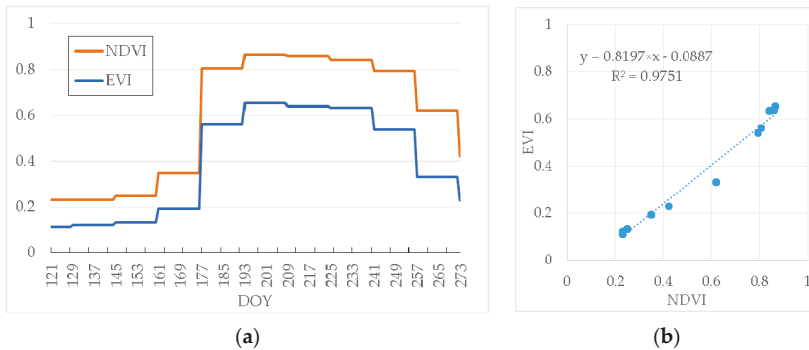 1
0.8
0.6
0.4
0.2
0
NDVI
EVI
121 129 137 145 153 161 169 177 185 193 201 209 217 225 233 241 249 257 265 273
DOY
(a)
1
0.8
0.6
0.4
0.2
0
EVI
y = 0.8197×x - 0.0887
R² = 0.9751
0 0.2 0.4 0.6 0.8 1
NDVI
(b)